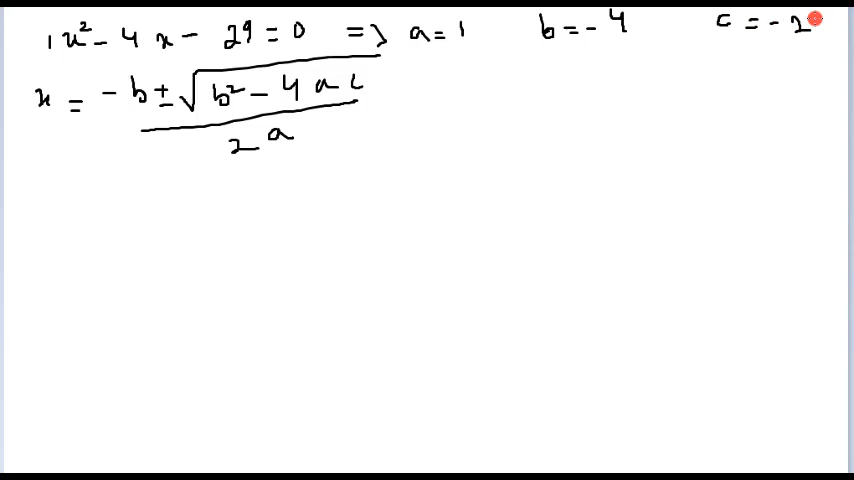 1x² - 4x - 29 = 0 => a = 1 b = - 4 c = - 2
x = -b ± √(b² - 4ac) / 2a